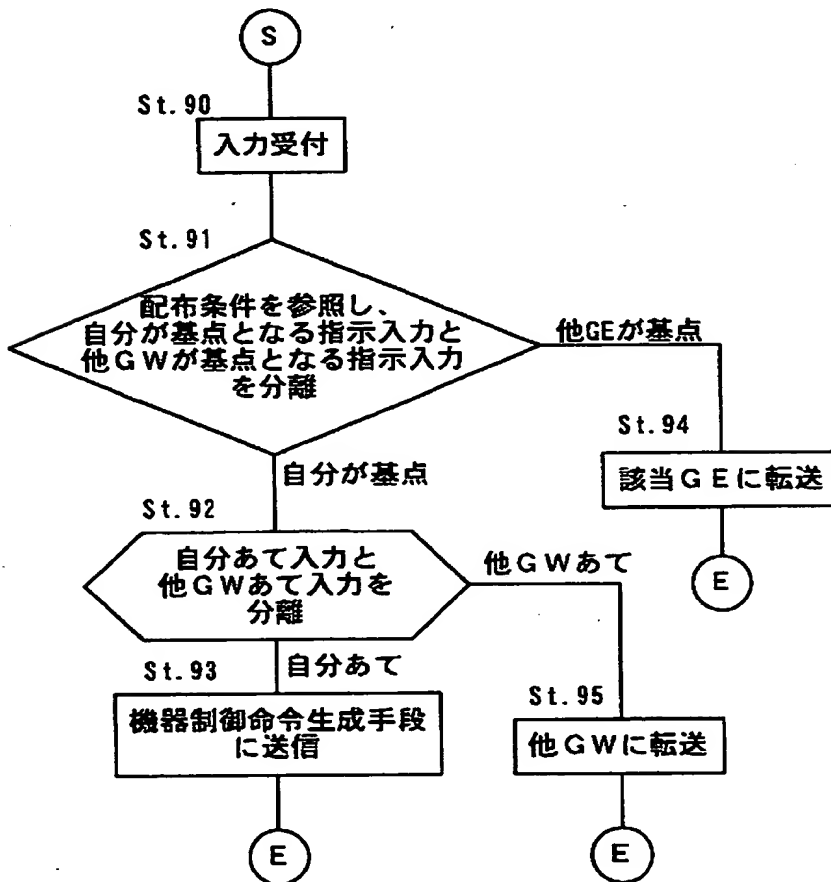 S
St.90
入力受付
St.91
配布条件を参照し、
自分が基点となる指示入力と
他GWが基点となる指示入力
を分離
他GEが基点
St.94
該当GEに転送
E
自分が基点
St.92
自分あて入力と
他GWあて入力を
分離
他GWあて
St.93
自分あて
機器制御命令生成手段
に送信
E
St.95
他GWに転送
E